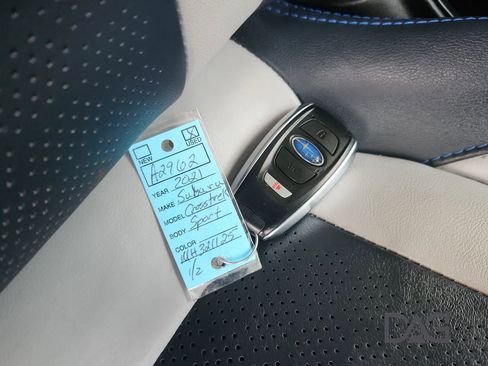 NEW
X USED
A2962
YEAR 2021
MAKE Subaru
MODEL Crosstrek
BODY Sport
COLOR
1/2
DAG